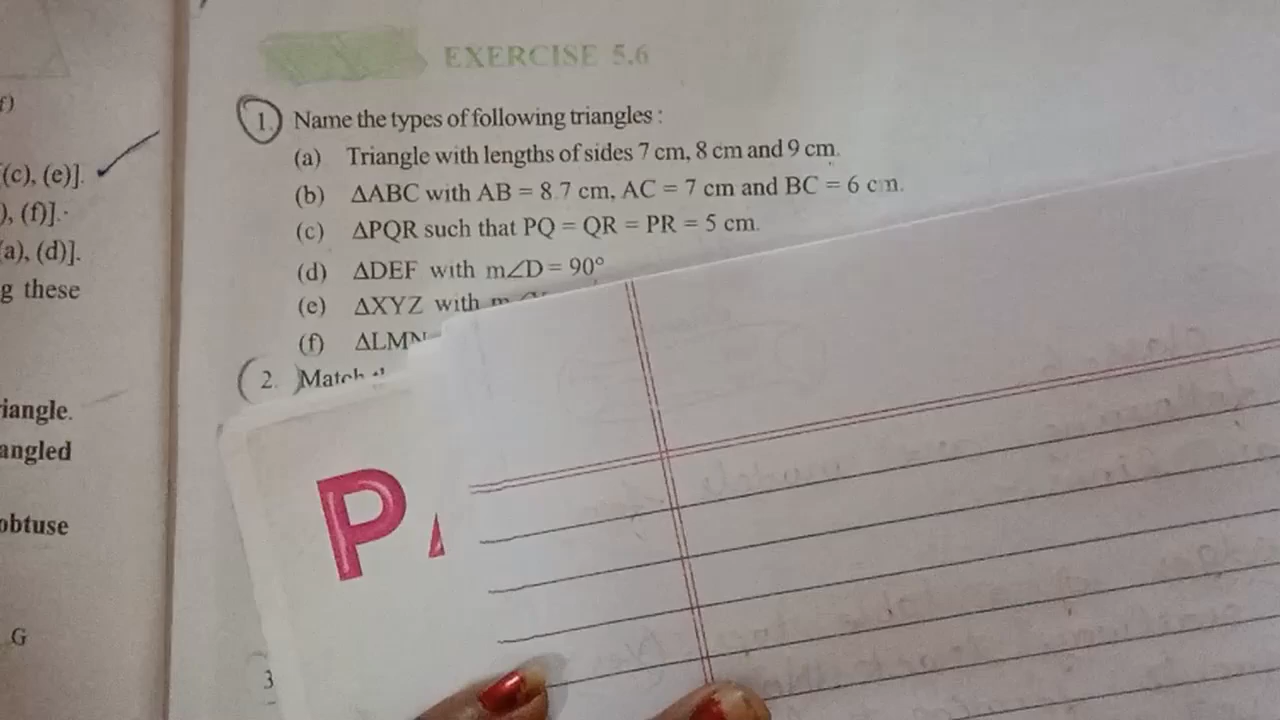 f)
(c), (e)].
), (f)].
a), (d)].
g these
iangle.
angled
obtuse
G
EXERCISE 5.6
1. Name the types of following triangles :
(a) Triangle with lengths of sides 7 cm, 8 cm and 9 cm.
(b) ΔABC with AB = 8.7 cm, AC = 7 cm and BC = 6 cm.
(c) ΔPQR such that PQ = QR = PR = 5 cm.
(d) ΔDEF with m∠D = 90°
(e) ΔXYZ with m
(f) ΔLMN
2. Match
P
3